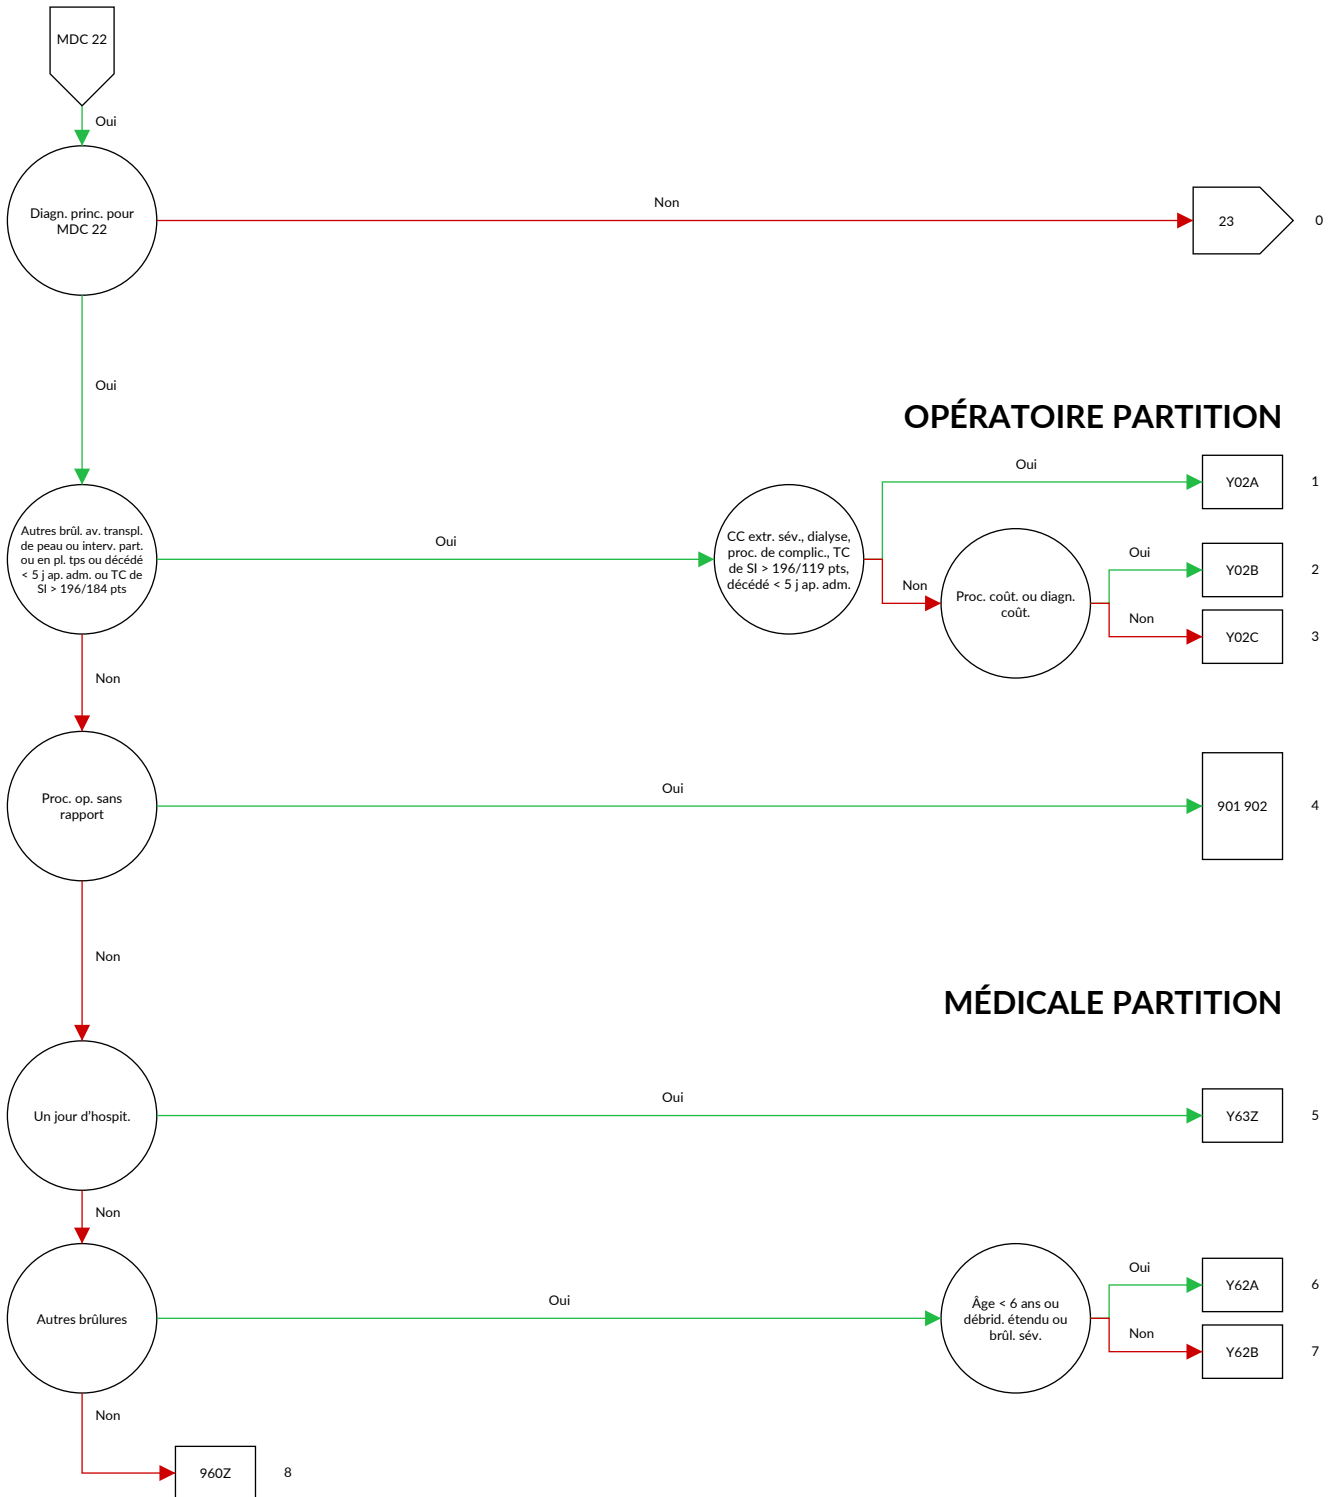 MDC 22
Oui
Diagn. princ. pour
MDC 22
Non
23
0
Oui
OPÉRATOIRE PARTITION
Autres brûl. av. transpl.
de peau ou interv. part.
ou en pl. tps ou décédé
< 5 j ap. adm. ou TC de
SI > 196/184 pts
Oui
CC extr. sév., dialyse,
proc. de complic., TC
de SI > 196/119 pts,
décédé < 5 j ap. adm.
Oui
Y02A
1
Non
Proc. coût. ou diagn.
coût.
Oui
Y02B
2
Non
Y02C
3
Non
Proc. op. sans
rapport
Oui
901 902
4
Non
MÉDICALE PARTITION
Un jour d'hospit.
Oui
Y63Z
5
Non
Autres brûlures
Oui
Âge < 6 ans ou
débrid. étendu ou
brûl. sév.
Oui
Y62A
6
Non
Y62B
7
Non
960Z
8